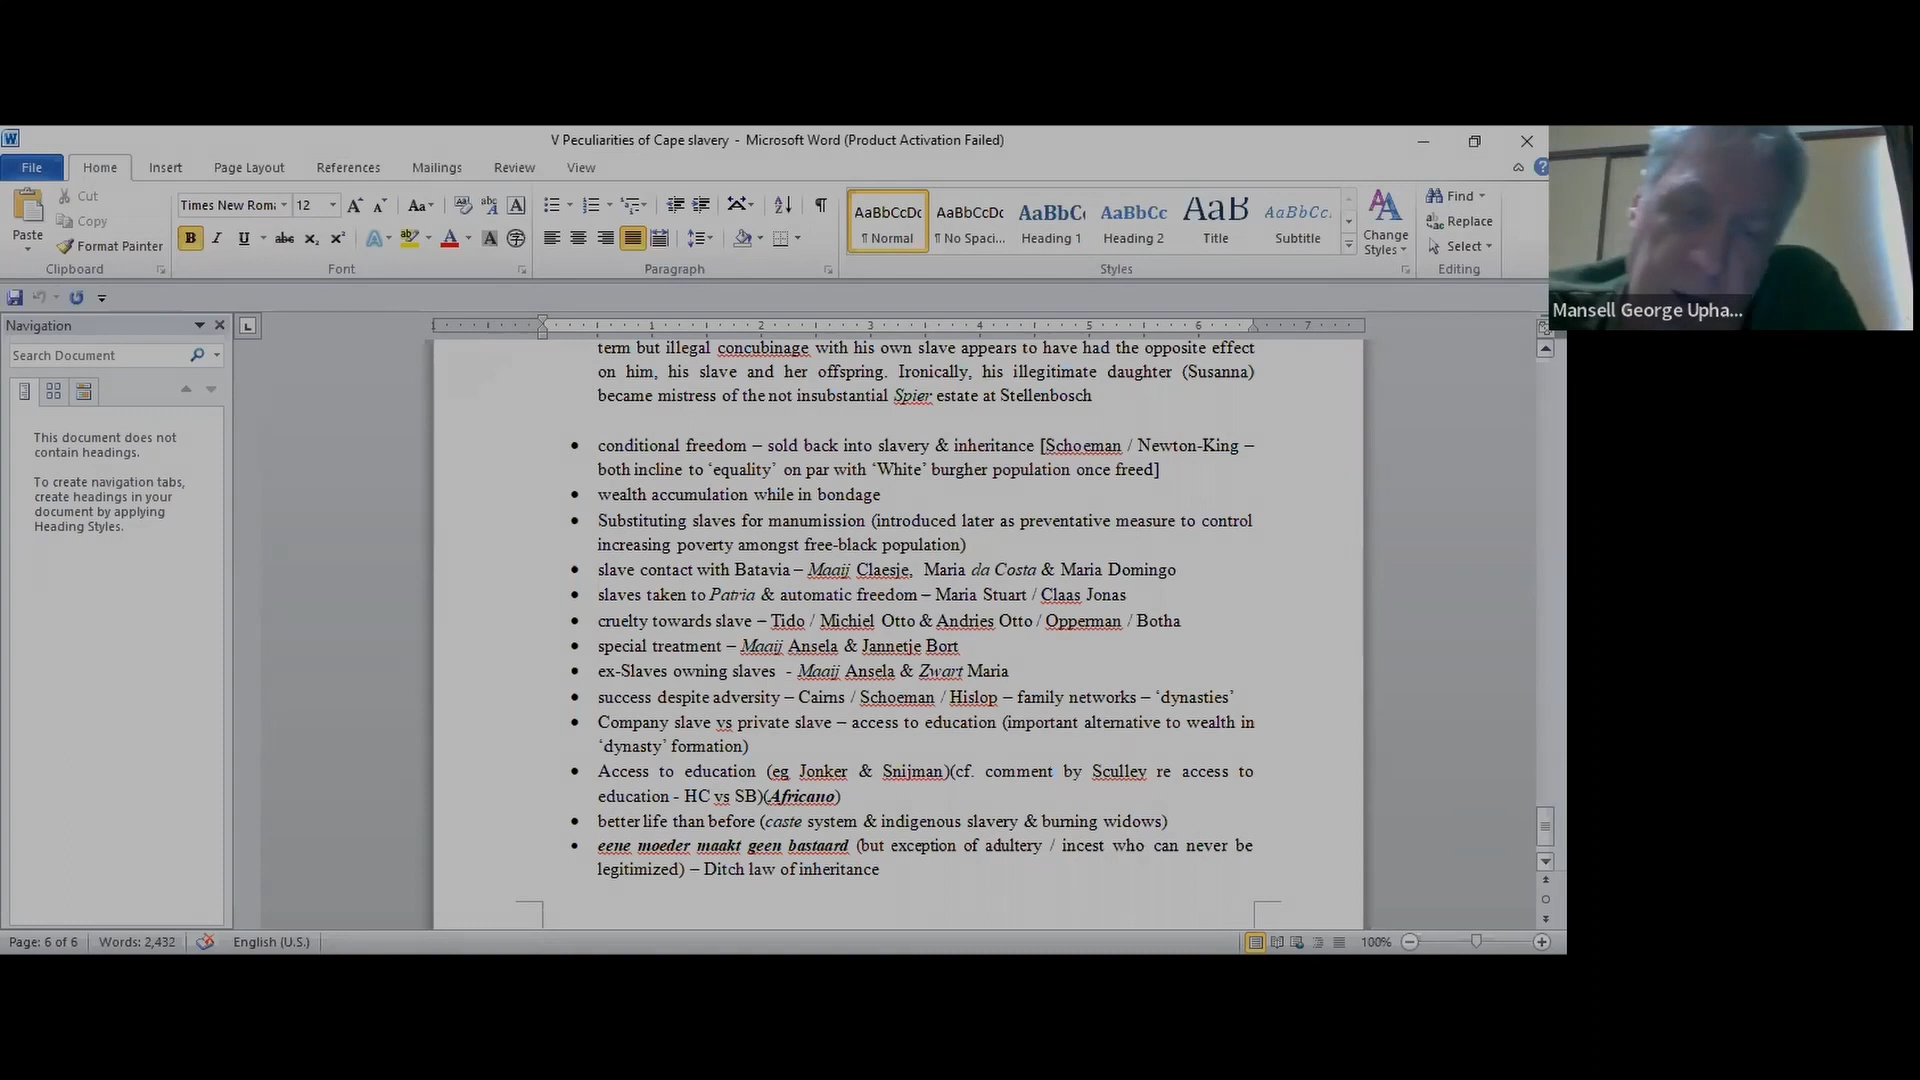 V Peculiarities of Cape slavery - Microsoft Word (Product Activation Failed)
File Home Insert Page Layout References Mailings Review View
Paste
Cut
Copy
Format Painter
Clipboard
Times New Rom 12
Aa
B I U abc x₂ x² A
Font
Paragraph
AaBbCcDc AaBbCcDc AaBbC AaBbCc AaB AaBbCc.
¶ Normal ¶ No Spaci... Heading 1 Heading 2 Title Subtitle
Styles
Change Styles
Find
Replace
Select
Editing
Mansell George Upha...
Navigation
Search Document
This document does not
contain headings.
To create navigation tabs,
create headings in your
document by applying
Heading Styles.
1 1 2 3 4 5 6 7
term but illegal concubinage with his own slave appears to have had the opposite effect
on him, his slave and her offspring. Ironically, his illegitimate daughter (Susanna)
became mistress of the not insubstantial Spier estate at Stellenbosch
• conditional freedom – sold back into slavery & inheritance [Schoeman / Newton-King –
both incline to ‘equality’ on par with ‘White’ burgher population once freed]
• wealth accumulation while in bondage
• Substituting slaves for manumission (introduced later as preventative measure to control
increasing poverty amongst free-black population)
• slave contact with Batavia – Maaij Claesje, Maria da Costa & Maria Domingo
• slaves taken to Patria & automatic freedom – Maria Stuart / Claas Jonas
• cruelty towards slave – Tido / Michiel Otto & Andries Otto / Opperman / Botha
• special treatment – Maaij Ansela & Jannetje Bort
• ex-Slaves owning slaves - Maaij Ansela & Zwart Maria
• success despite adversity – Cairns / Schoeman / Hislop – family networks – ‘dynasties’
• Company slave vs private slave – access to education (important alternative to wealth in
‘dynasty’ formation)
• Access to education (eg Jonker & Snijman)(cf. comment by Sculley re access to
education - HC vs SB)(Africano)
• better life than before (caste system & indigenous slavery & burning widows)
• eene moeder maakt geen bastaard (but exception of adultery / incest who can never be
legitimized) – Ditch law of inheritance
Page: 6 of 6 Words: 2,432 English (U.S.) 100%